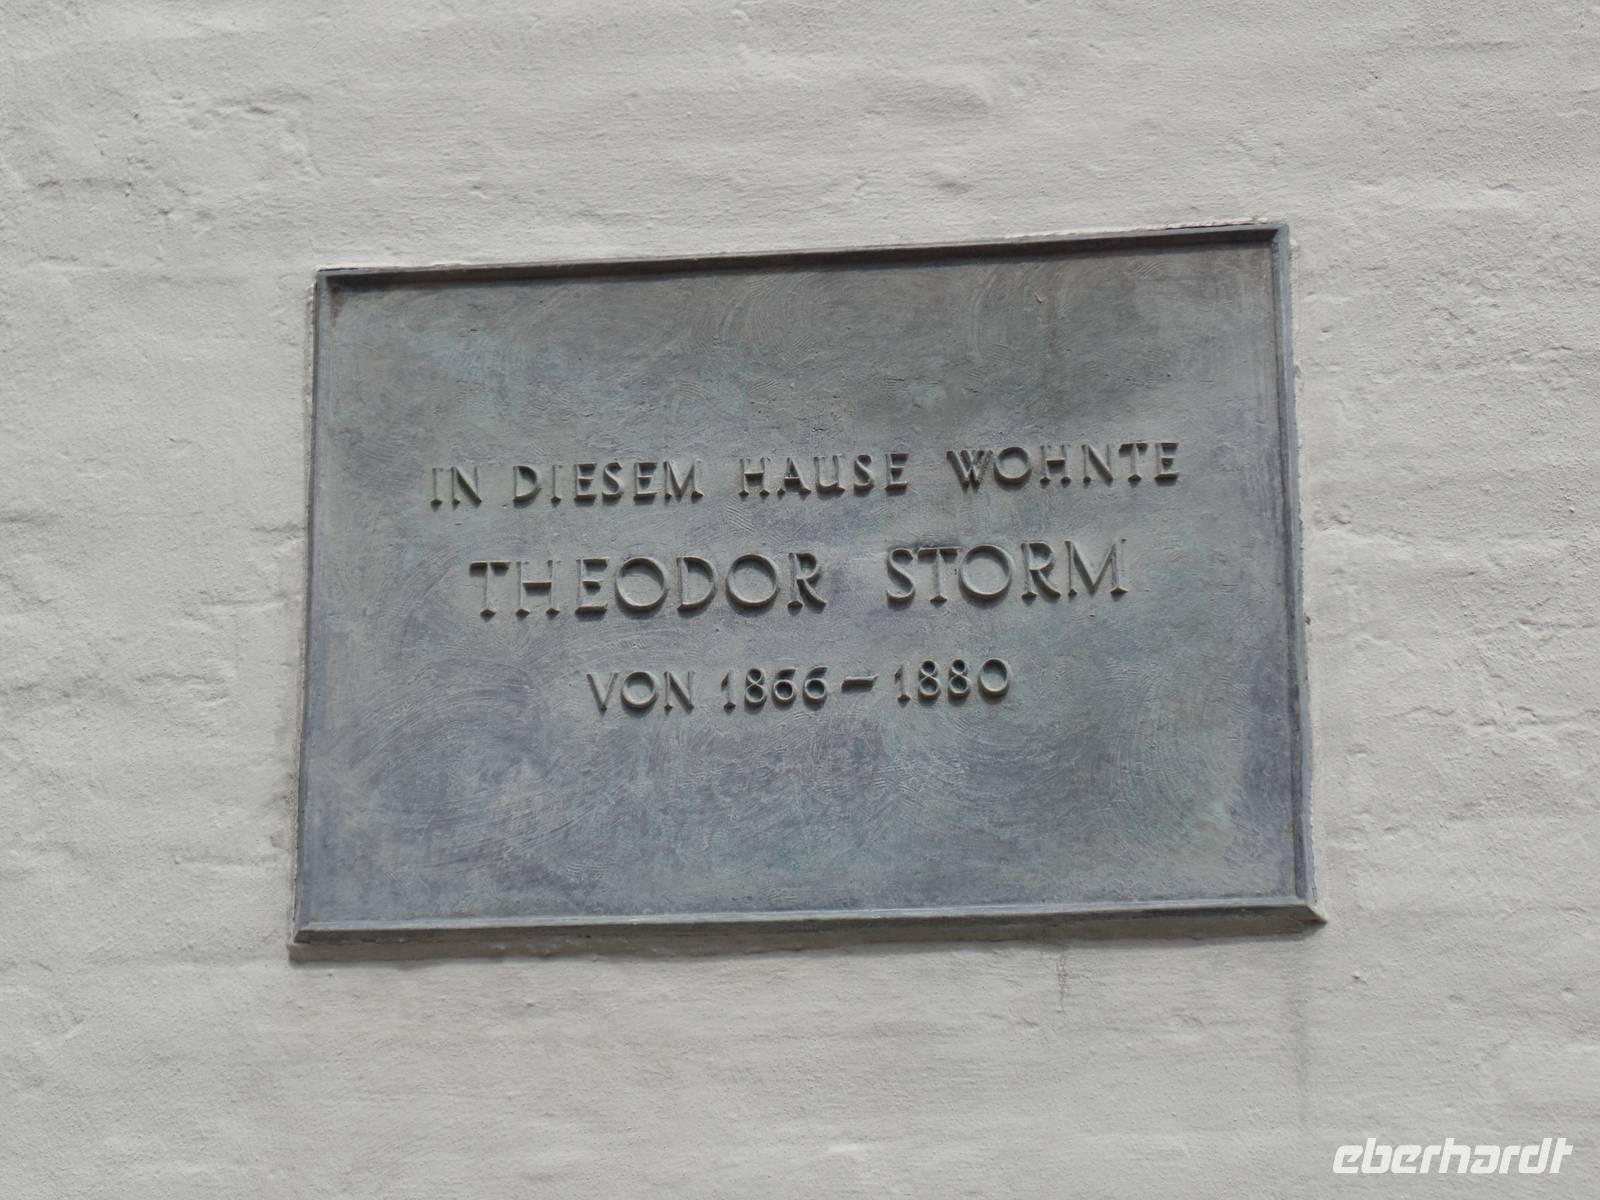 IN DIESEM HAUSE WOHNTE
THEODOR STORM
VON 1866 – 1880
eberhardt